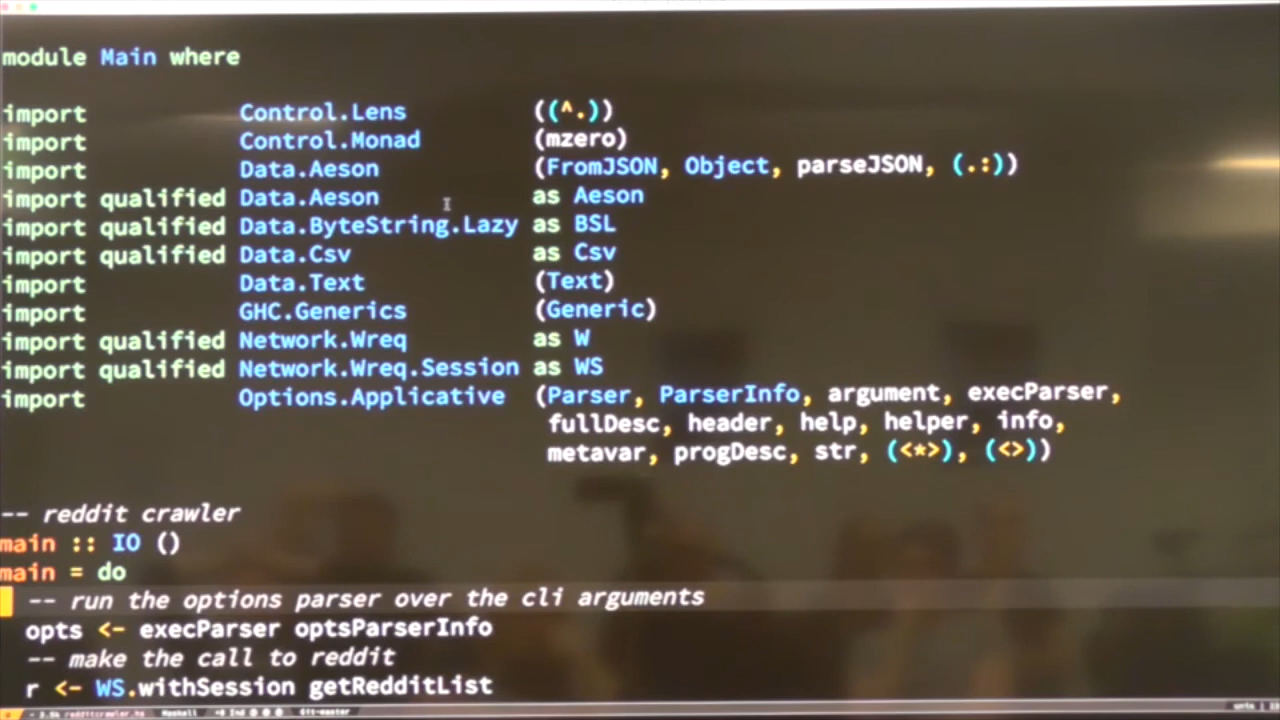 module Main where
import Control.Lens ((^.))
import Control.Monad (mzero)
import Data.Aeson (FromJSON, Object, parseJSON, (.:))
import qualified Data.Aeson as Aeson
import qualified Data.ByteString.Lazy as BSL
import qualified Data.Csv as Csv
import Data.Text (Text)
import GHC.Generics (Generic)
import qualified Network.Wreq as W
import qualified Network.Wreq.Session as WS
import Options.Applicative (Parser, ParserInfo, argument, execParser,
fullDesc, header, help, helper, info,
metavar, progDesc, str, (<*>), (<>))
-- reddit crawler
main :: IO ()
main = do
-- run the options parser over the cli arguments
opts <- execParser optsParserInfo
-- make the call to reddit
r <- WS.withSession getRedditList
redditcrawler.hs Haskell Git-master